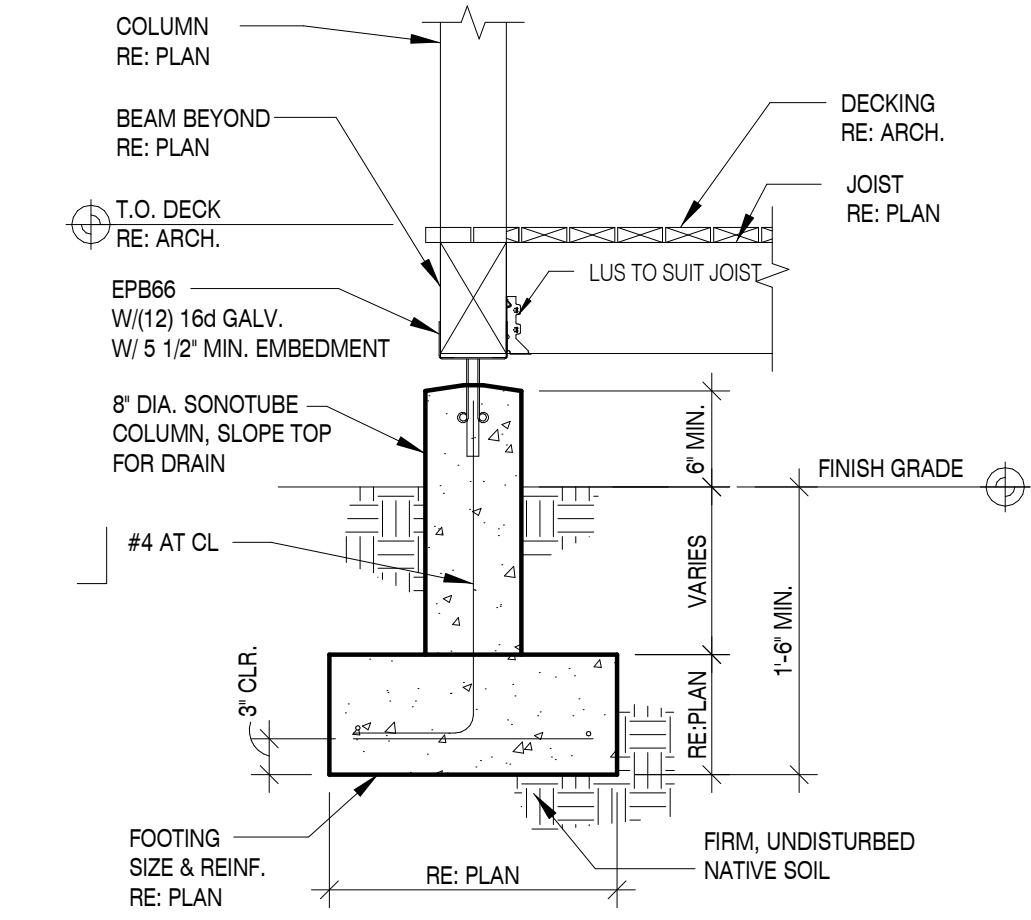 COLUMN
RE: PLAN
BEAM BEYOND
RE: PLAN
T.O. DECK
RE: ARCH.
EPB66
W/(12) 16d GALV.
W/ 5 1/2" MIN. EMBEDMENT
8" DIA. SONOTUBE
COLUMN, SLOPE TOP
FOR DRAIN
#4 AT CL
3" CLR.
FOOTING
SIZE & REINF.
RE: PLAN
RE: PLAN
DECKING
RE: ARCH.
JOIST
RE: PLAN
LUS TO SUIT JOIST
6" MIN.
FINISH GRADE
VARIES
1'-6" MIN.
RE:PLAN
FIRM, UNDISTURBED
NATIVE SOIL